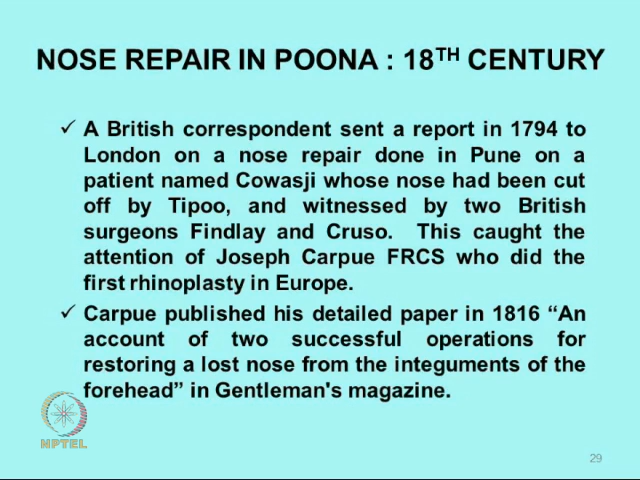 NOSE REPAIR IN POONA : 18TH CENTURY
✓ A British correspondent sent a report in 1794 to
London on a nose repair done in Pune on a
patient named Cowasji whose nose had been cut
off by Tipoo, and witnessed by two British
surgeons Findlay and Cruso. This caught the
attention of Joseph Carpue FRCS who did the
first rhinoplasty in Europe.
✓ Carpue published his detailed paper in 1816 “An
account of two successful operations for
restoring a lost nose from the integuments of the
forehead” in Gentleman's magazine.
NPTEL
29